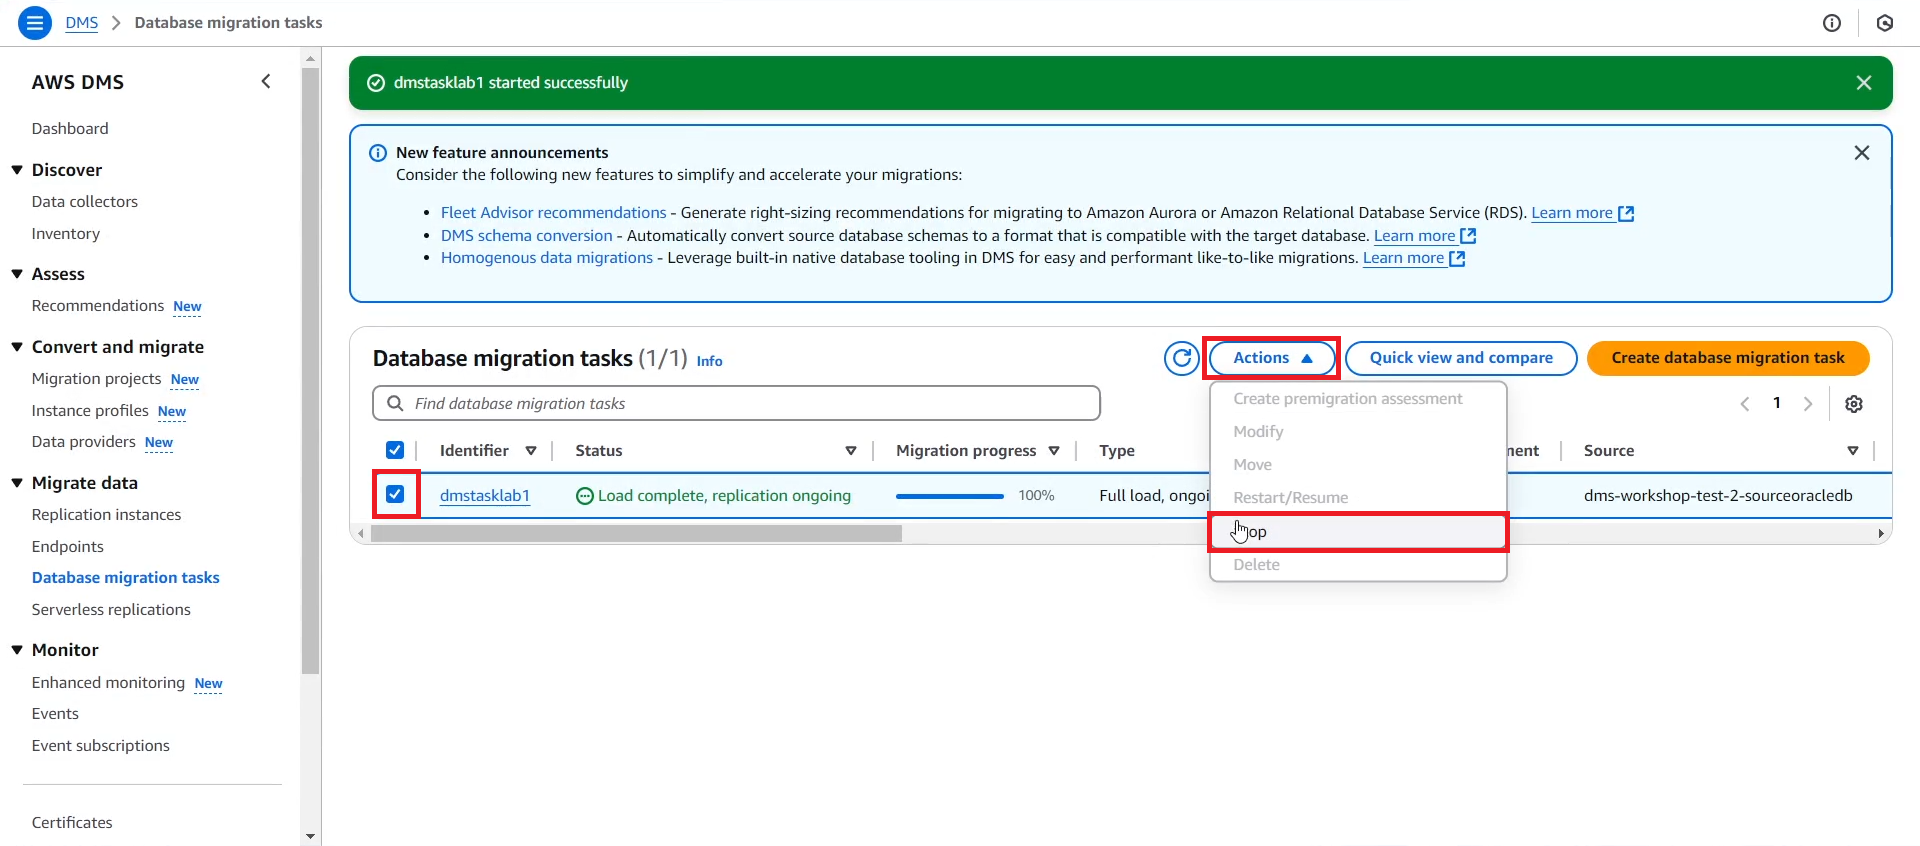 DMS > Database migration tasks
AWS DMS
Dashboard
Discover
Data collectors
Inventory
Assess
Recommendations New
Convert and migrate
Migration projects New
Instance profiles New
Data providers New
Migrate data
Replication instances
Endpoints
Database migration tasks
Serverless replications
Monitor
Enhanced monitoring New
Events
Event subscriptions
Certificates
dmstasklab1 started successfully
New feature announcements
Consider the following new features to simplify and accelerate your migrations:
• Fleet Advisor recommendations - Generate right-sizing recommendations for migrating to Amazon Aurora or Amazon Relational Database Service (RDS). Learn more
• DMS schema conversion - Automatically convert source database schemas to a format that is compatible with the target database. Learn more
• Homogenous data migrations - Leverage built-in native database tooling in DMS for easy and performant like-to-like migrations. Learn more
Database migration tasks (1/1) Info
Actions
Quick view and compare
Create database migration task
Find database migration tasks
1
Identifier Status Migration progress Type Source
dmstasklab1 Load complete, replication ongoing 100% Full load, dms-workshop-test-2-sourceoracledb
Create premigration assessment
Modify
Move
Restart/Resume
Delete